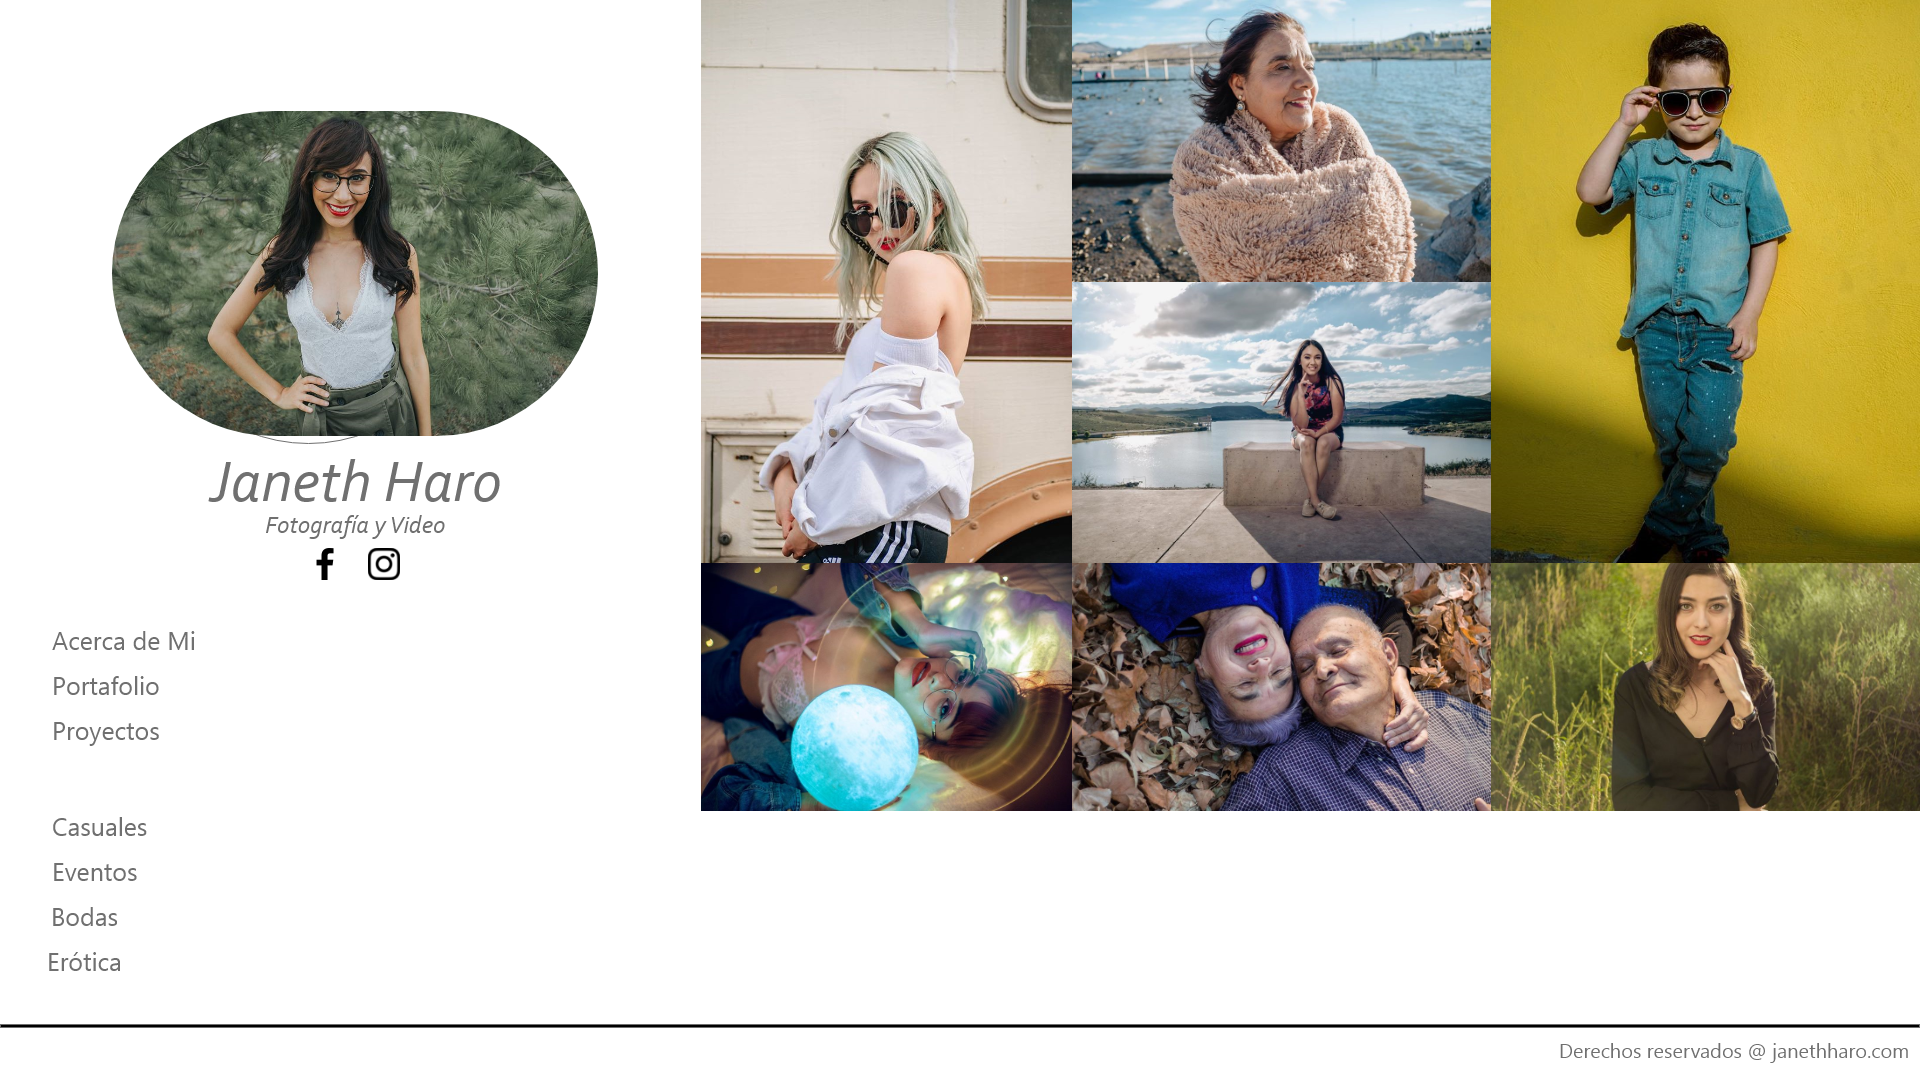 Janeth Haro
Fotografía y Video
Acerca de Mi
Portafolio
Proyectos
Casuales
Eventos
Bodas
Erótica
Derechos reservados @ janethharo.com